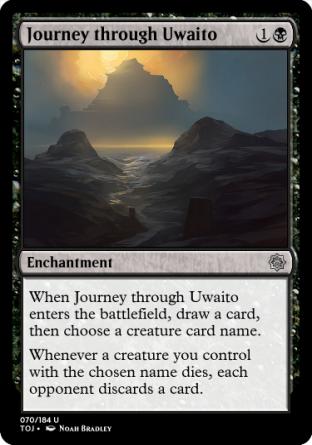 Journey through Uwaito 1
Enchantment
When Journey through Uwaito
enters the battlefield, draw a card,
then choose a creature card name.
Whenever a creature you control
with the chosen name dies, each
opponent discards a card.
070/184 U
TOJ • Noah Bradley